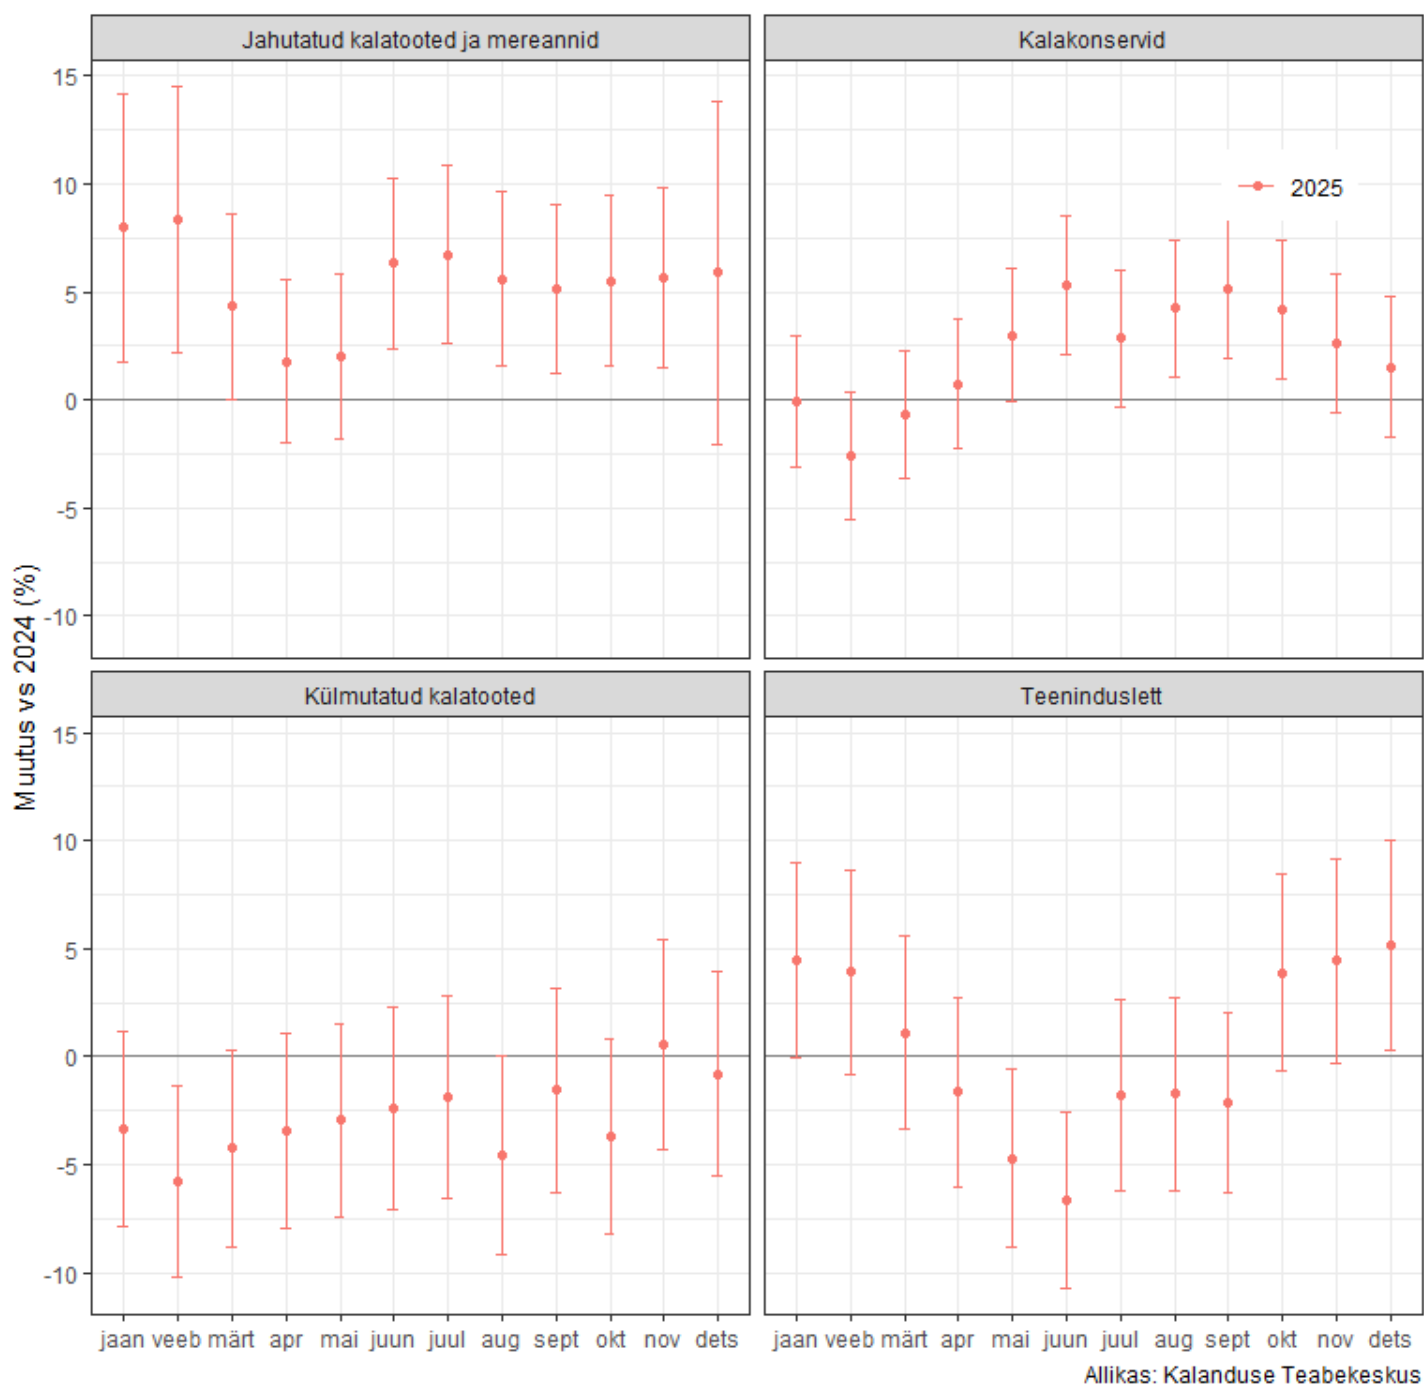 Jahutatud kalatooted ja mereannid
Kalakonservid
15
10
5
0
-5
-10
2025
Muutus vs 2024 (%)
Külmutatud kalatooted
Teeninduslett
15
10
5
0
-5
-10
jaan veeb märt apr mai juun juul aug sept okt nov dets
jaan veeb märt apr mai juun juul aug sept okt nov dets
Allikas: Kalanduse Teabekeskus